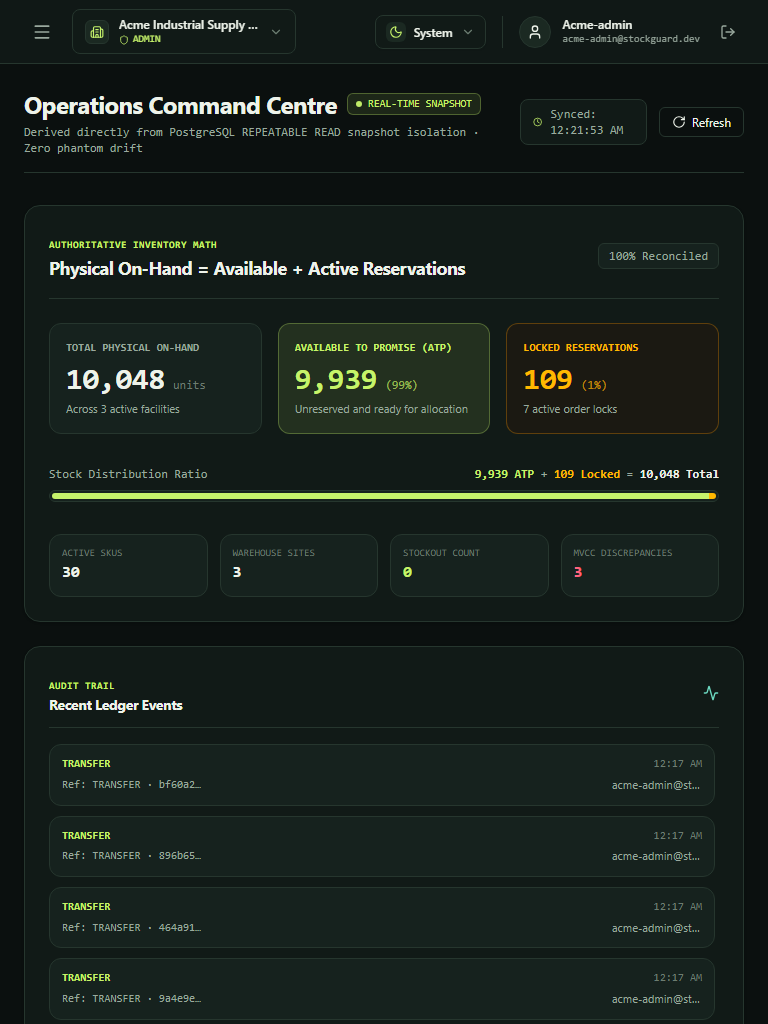 Acme Industrial Supply ...
ADMIN
System
Acme-admin
acme-admin@stockguard.dev
Operations Command Centre
REAL-TIME SNAPSHOT
Derived directly from PostgreSQL REPEATABLE READ snapshot isolation ·
Zero phantom drift
Synced:
12:21:53 AM
Refresh
AUTHORITATIVE INVENTORY MATH
Physical On-Hand = Available + Active Reservations
100% Reconciled
TOTAL PHYSICAL ON-HAND
10,048 units
Across 3 active facilities
AVAILABLE TO PROMISE (ATP)
9,939 (99%)
Unreserved and ready for allocation
LOCKED RESERVATIONS
109 (1%)
7 active order locks
Stock Distribution Ratio
9,939 ATP + 109 Locked = 10,048 Total
ACTIVE SKUS
30
WAREHOUSE SITES
3
STOCKOUT COUNT
0
MVCC DISCREPANCIES
3
AUDIT TRAIL
Recent Ledger Events
TRANSFER
12:17 AM
Ref: TRANSFER · bf60a2…
acme-admin@st...
TRANSFER
12:17 AM
Ref: TRANSFER · 896b65…
acme-admin@st...
TRANSFER
12:17 AM
Ref: TRANSFER · 464a91…
acme-admin@st...
TRANSFER
12:17 AM
Ref: TRANSFER · 9a4e9e…
acme-admin@st...